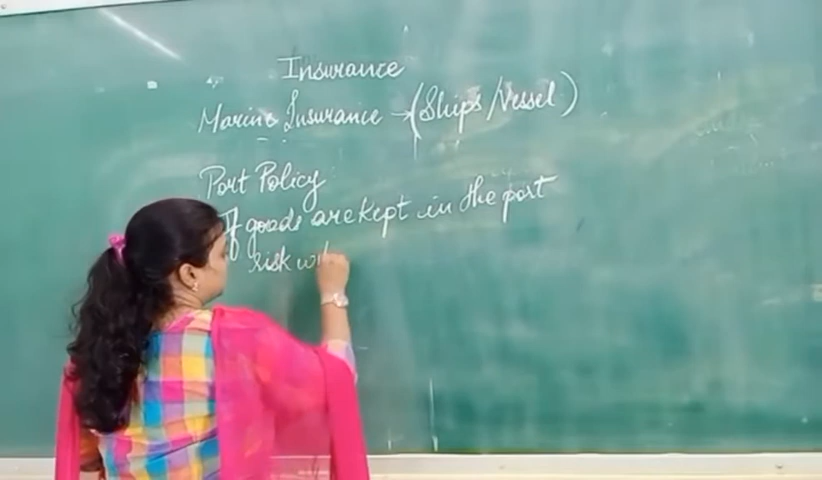 Insurance
Marine Insurance → (Ships/Vessel)
Port Policy
If goods are kept in the port
risk